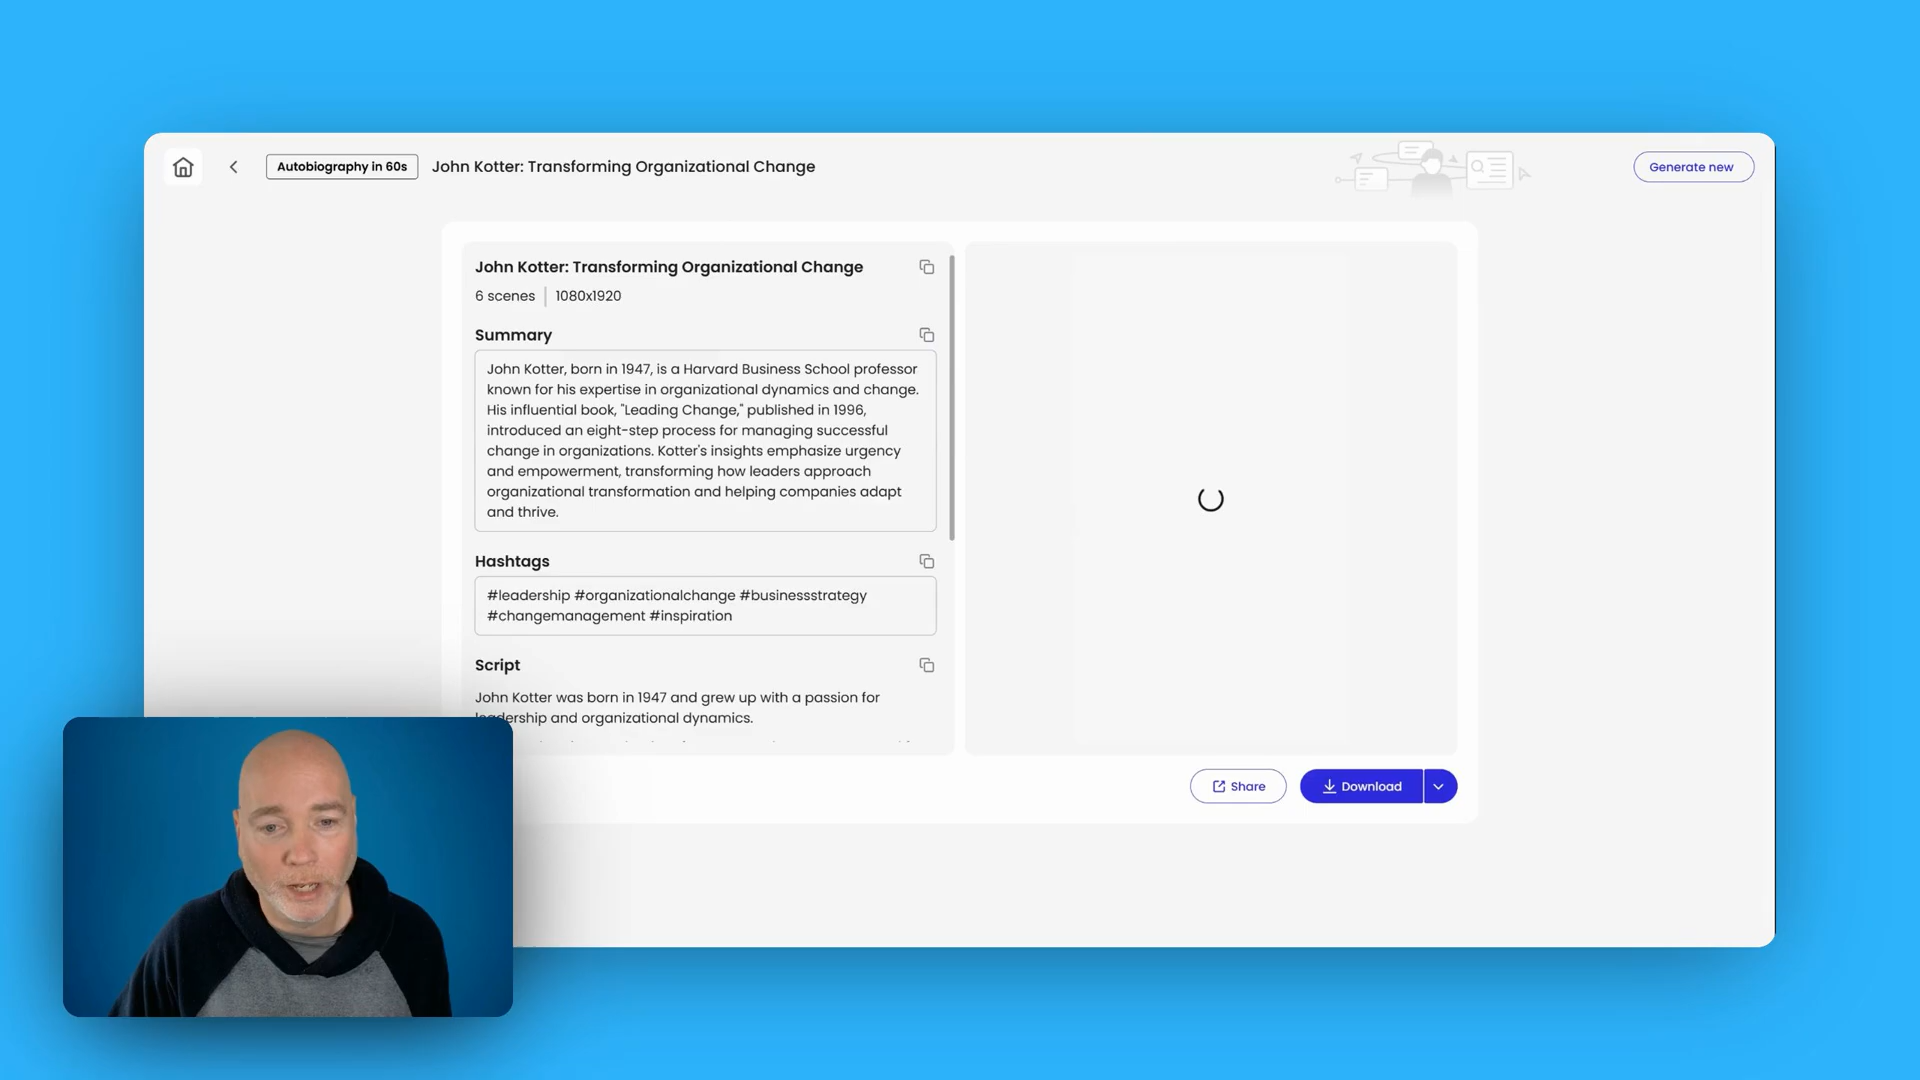 Autobiography in 60s
John Kotter: Transforming Organizational Change
Generate new
John Kotter: Transforming Organizational Change
6 scenes
1080x1920
Summary
John Kotter, born in 1947, is a Harvard Business School professor
known for his expertise in organizational dynamics and change.
His influential book, "Leading Change," published in 1996,
introduced an eight-step process for managing successful
change in organizations. Kotter's insights emphasize urgency
and empowerment, transforming how leaders approach
organizational transformation and helping companies adapt
and thrive.
Hashtags
#leadership #organizationalchange #businessstrategy
#changemanagement #inspiration
Script
John Kotter was born in 1947 and grew up with a passion for
leadership and organizational dynamics.
Share
Download